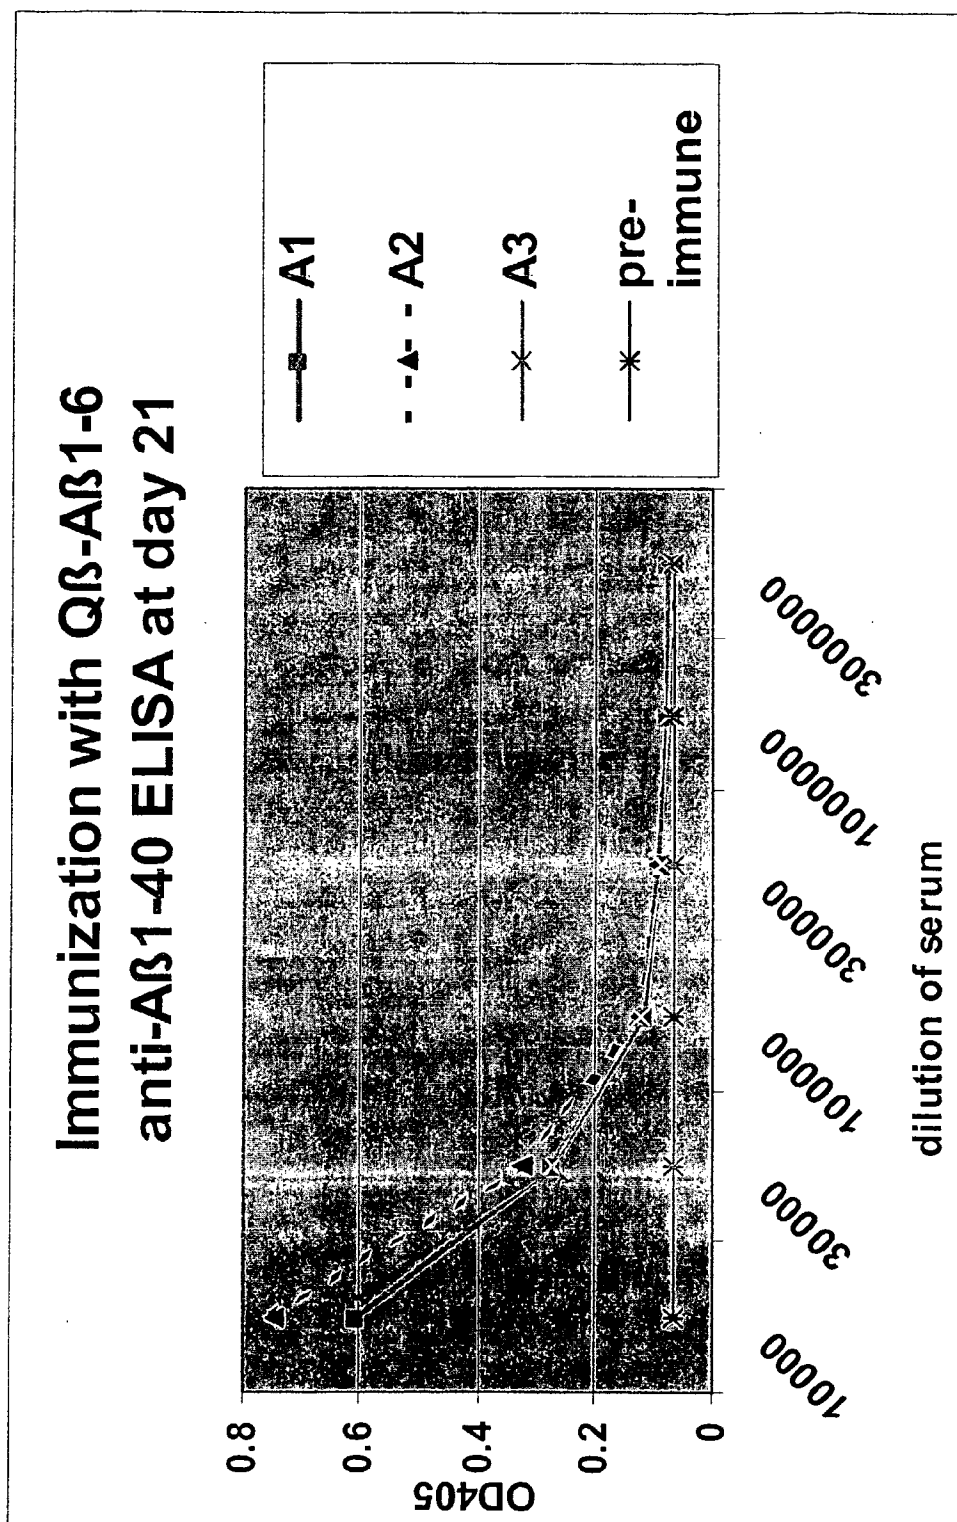 Immunization with Qß-Aß1-6
anti-Aß1-40 ELISA at day 21
A1
A2
A3
pre-
immune
0.8
0.6
0.4
0.2
0
OD405
10000
30000
100000
300000
1000000
3000000
dilution of serum